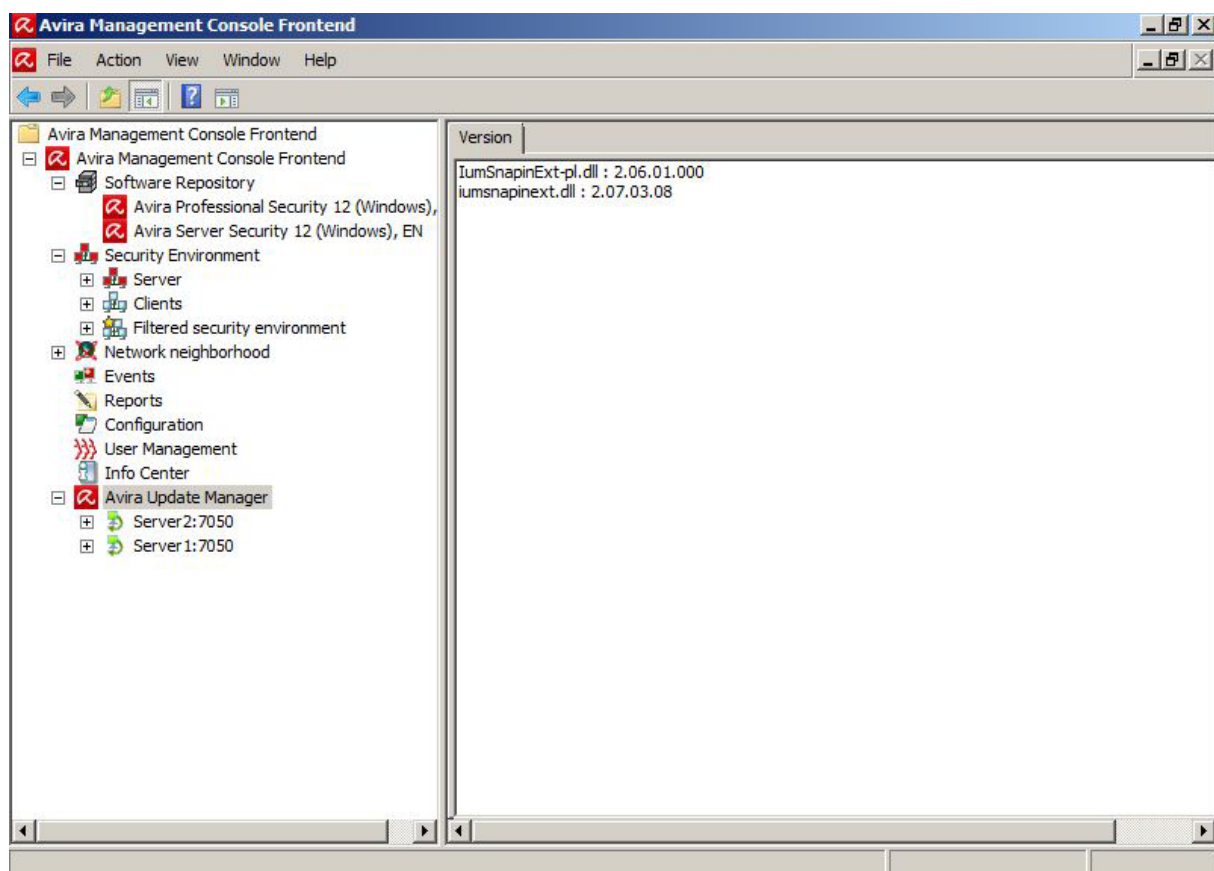 Avira Management Console Frontend
File Action View Window Help
Avira Management Console Frontend
Avira Management Console Frontend
Software Repository
Avira Professional Security 12 (Windows),
Avira Server Security 12 (Windows), EN
Security Environment
Server
Clients
Filtered security environment
Network neighborhood
Events
Reports
Configuration
User Management
Info Center
Avira Update Manager
Server2:7050
Server1:7050
Version
IumSnapinExt-pl.dll : 2.06.01.000
iumsnapinext.dll : 2.07.03.08